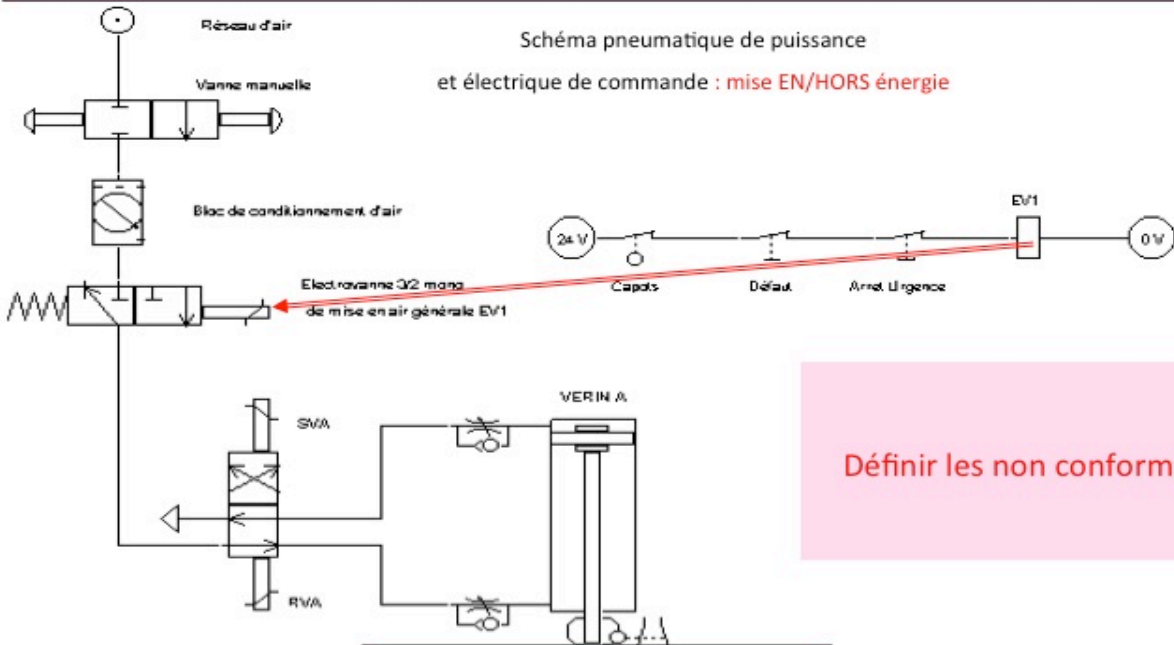 Réseau d'air
Schéma pneumatique de puissance
et électrique de commande : mise EN/HORS énergie
Vanne manuelle
Bloc de conditionnement d'air
EV1
24 V
0 V
Capots
Défaut
Arret Urgence
Electrovanne 3/2 mono
de mise en air générale EV1
VERIN A
SVA
Définir les non conform
RVA